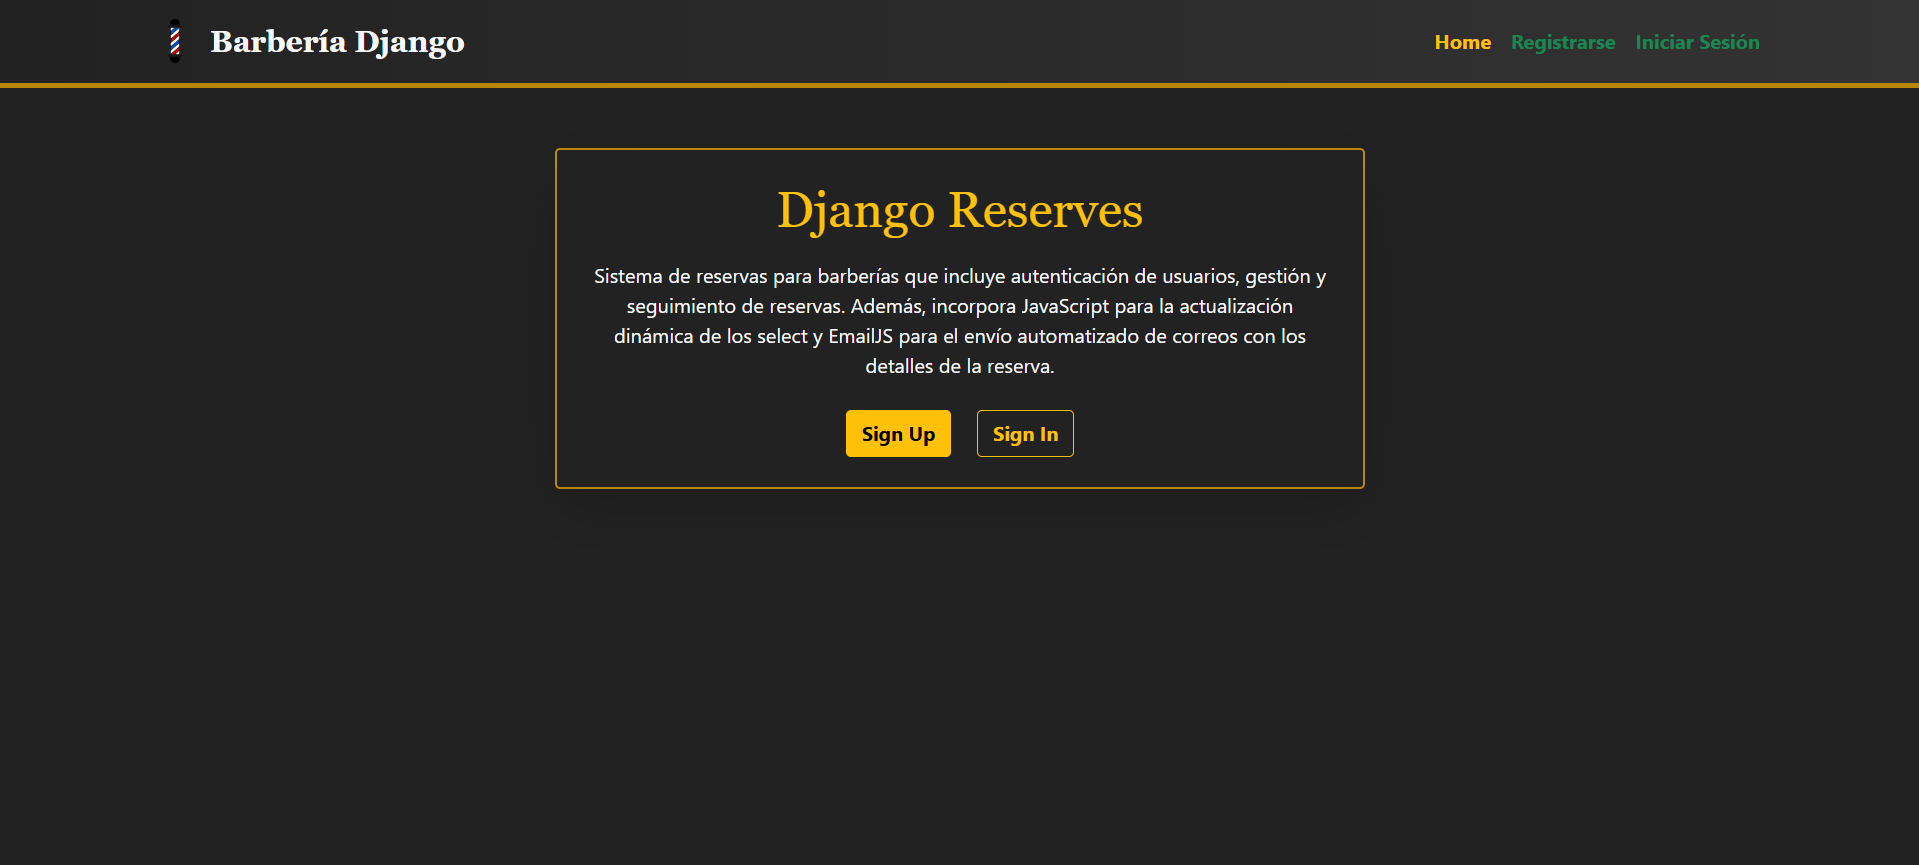 Barbería Django
Home Registrarse Iniciar Sesión
Django Reserves
Sistema de reservas para barberías que incluye autenticación de usuarios, gestión y
seguimiento de reservas. Además, incorpora JavaScript para la actualización
dinámica de los select y EmailJS para el envío automatizado de correos con los
detalles de la reserva.
Sign Up Sign In